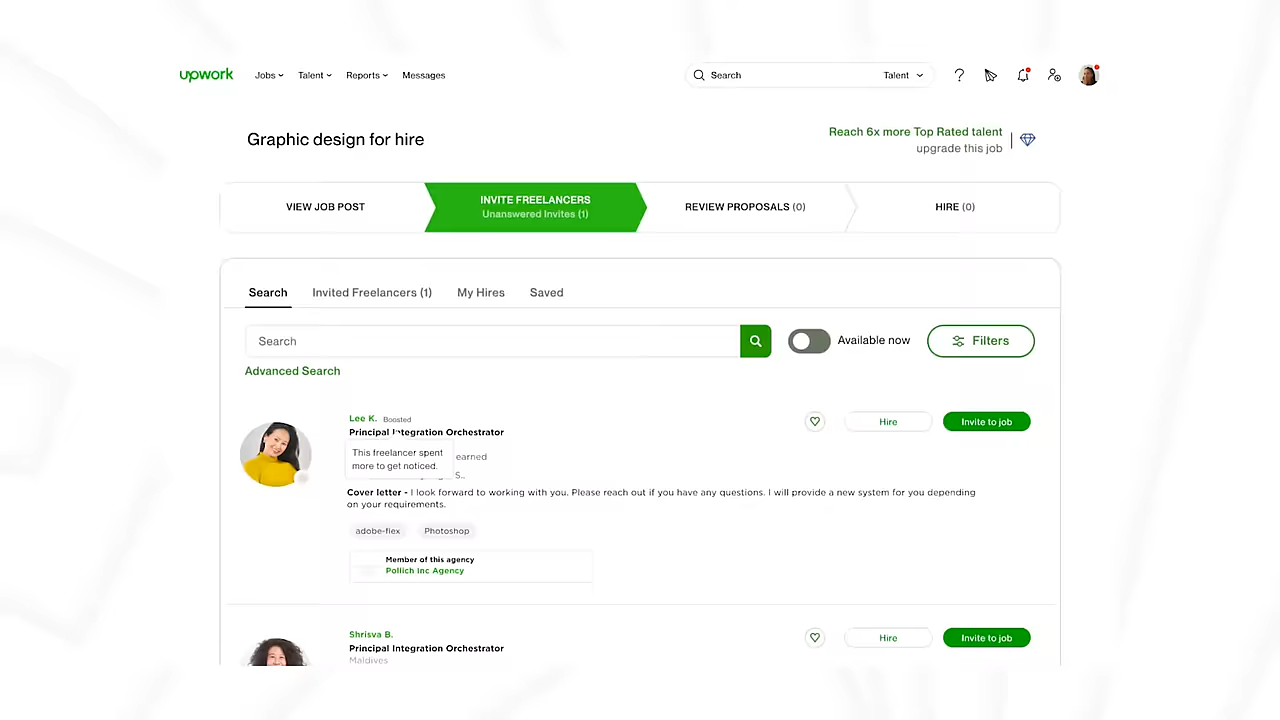 upwork Jobs Talent Reports Messages Search Talent
Graphic design for hire
Reach 6x more Top Rated talent
upgrade this job
VIEW JOB POST
INVITE FREELANCERS
Unanswered Invites (1)
REVIEW PROPOSALS (0)
HIRE (0)
Search Invited Freelancers (1) My Hires Saved
Search
Available now
Filters
Advanced Search
Lee K. Boosted
Hire
Invite to job
Principal Integration Orchestrator
This freelancer spent
more to get noticed.
earned
S..
Cover letter - I look forward to working with you. Please reach out if you have any questions. I will provide a new system for you depending
on your requirements.
adobe-flex Photoshop
Member of this agency
Pollich Inc Agency
Shrisva B.
Hire
Invite to job
Principal Integration Orchestrator
Maldives